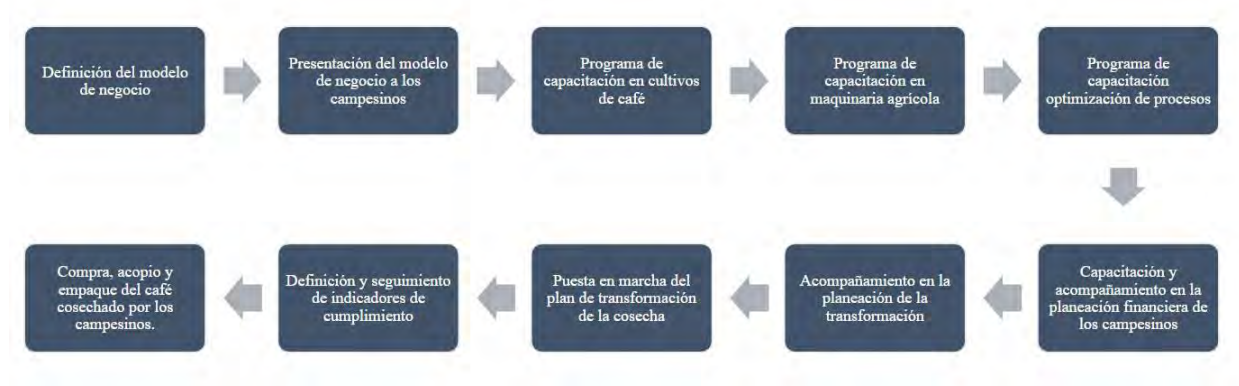 Definición del modelo
de negocio
Presentación del modelo
de negocio a los
campesinos
Programa de
capacitación en cultivos
de café
Programa de
capacitación en
maquinaria agrícola
Programa de
capacitación
optimización de procesos
Capacitación y
acompañamiento en la
planeación financiera de
los campesinos
Acompañamiento en la
planeación de la
transformación
Puesta en marcha del
plan de transformación
de la cosecha
Definición y seguimiento
de indicadores de
cumplimiento
Compra, acopio y
empaque del café
cosechado por los
campesinos.